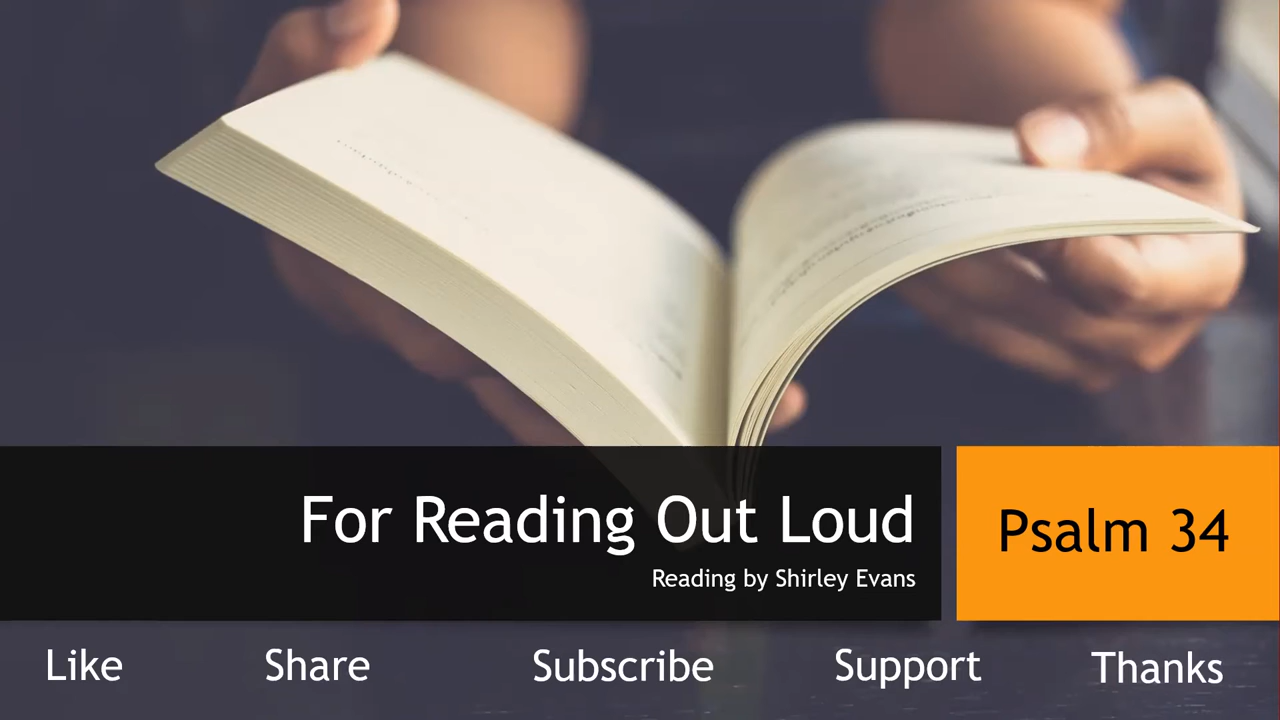 For Reading Out Loud
Reading by Shirley Evans
Psalm 34
Like Share Subscribe Support Thanks